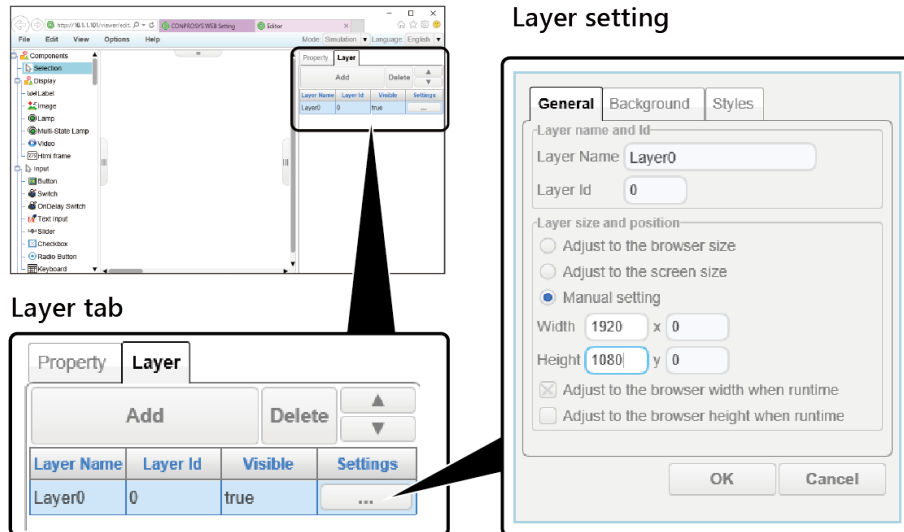 http://10.1.1.101/viewer/edit. CONPROSYS WEB Setting Editor
File Edit View Options Help Mode Simulation Language English
Components
Selection
Display
Label
Image
Lamp
Multi-State Lamp
Video
Html frame
Input
Button
Switch
OnDelay Switch
Text Input
Slider
Checkbox
Radio Button
Keyboard
Property Layer
Add Delete
Layer Name Layer Id Visible Settings
Layer0 0 true ...
Layer tab
Property Layer
Add Delete
Layer Name Layer Id Visible Settings
Layer0 0 true ...
Layer setting
General Background Styles
Layer name and Id
Layer Name Layer0
Layer Id 0
Layer size and position
Adjust to the browser size
Adjust to the screen size
Manual setting
Width 1920 x 0
Height 1080 y 0
Adjust to the browser width when runtime
Adjust to the browser height when runtime
OK Cancel